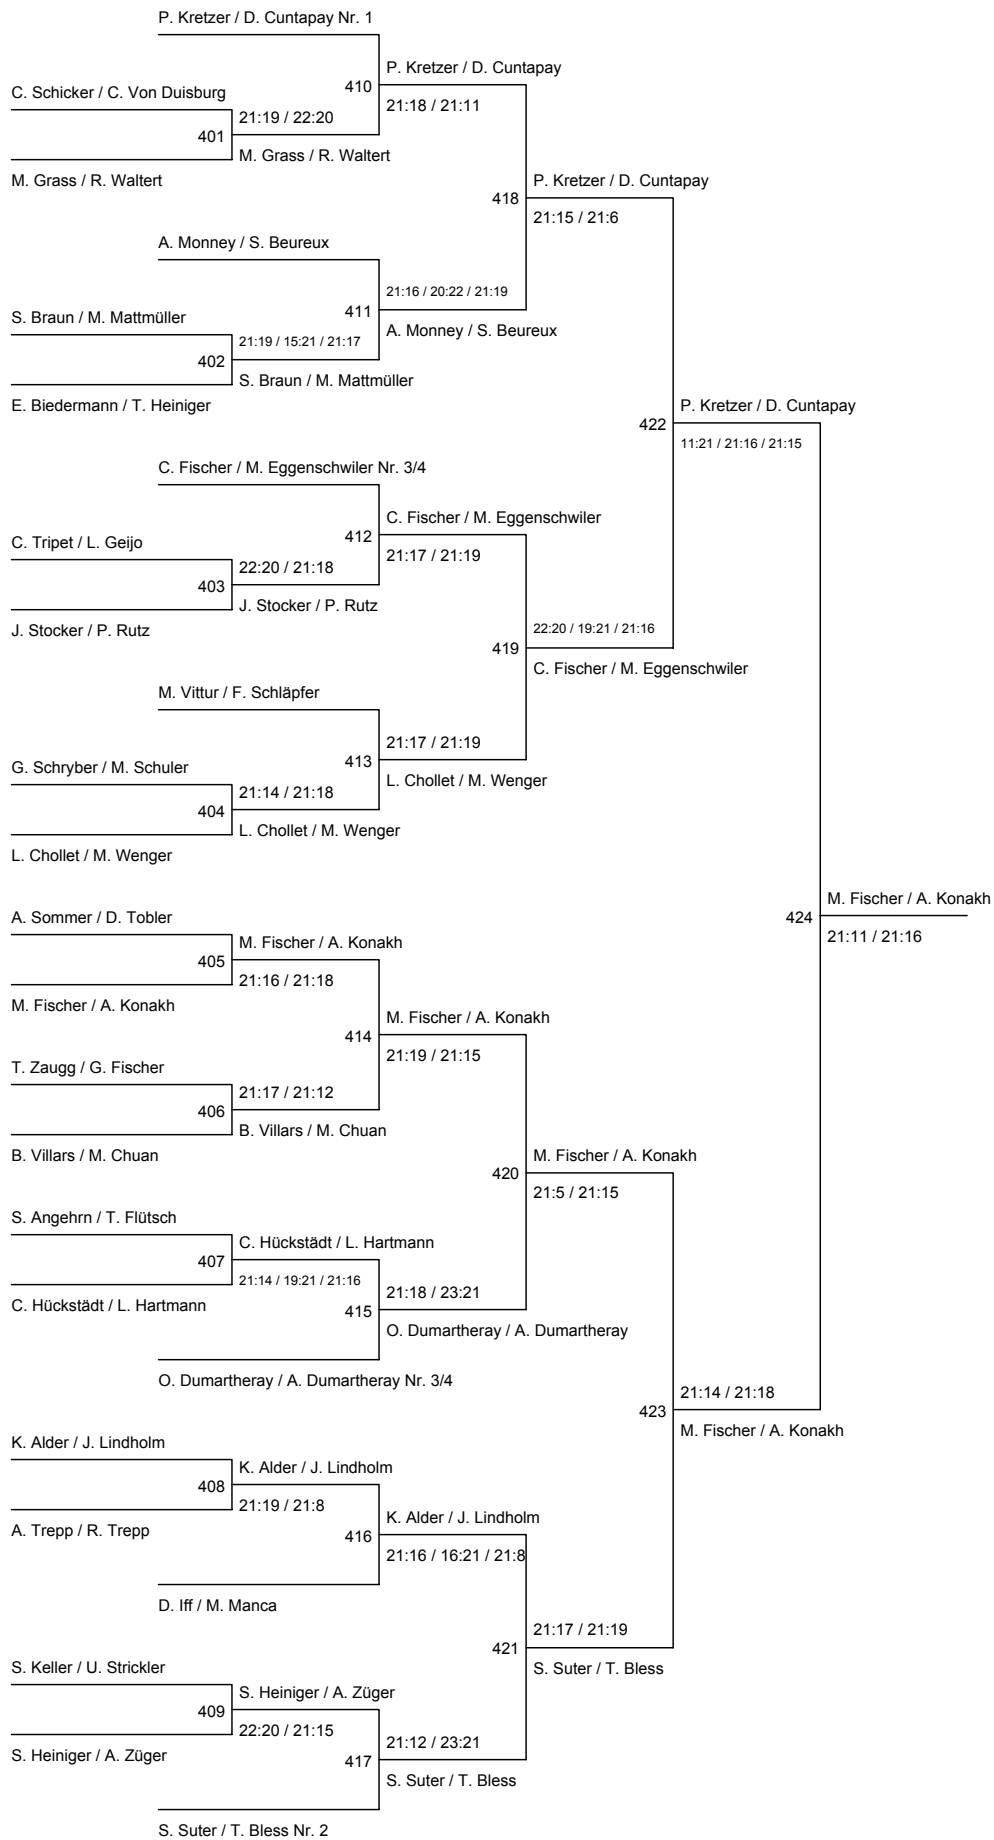 P. Kretzer / D. Cuntapay Nr. 1
P. Kretzer / D. Cuntapay
410
C. Schicker / C. Von Duisburg
21:18 / 21:11
21:19 / 22:20
401
M. Grass / R. Waltert
M. Grass / R. Waltert
P. Kretzer / D. Cuntapay
418
21:15 / 21:6
A. Monney / S. Beureux
21:16 / 20:22 / 21:19
411
S. Braun / M. Mattmüller
A. Monney / S. Beureux
21:19 / 15:21 / 21:17
402
S. Braun / M. Mattmüller
E. Biedermann / T. Heiniger
P. Kretzer / D. Cuntapay
422
11:21 / 21:16 / 21:15
C. Fischer / M. Eggenschwiler Nr. 3/4
C. Fischer / M. Eggenschwiler
412
C. Tripet / L. Geijo
21:17 / 21:19
22:20 / 21:18
403
J. Stocker / P. Rutz
J. Stocker / P. Rutz
22:20 / 19:21 / 21:16
419
C. Fischer / M. Eggenschwiler
M. Vittur / F. Schläpfer
21:17 / 21:19
413
G. Schryber / M. Schuler
L. Chollet / M. Wenger
21:14 / 21:18
404
L. Chollet / M. Wenger
L. Chollet / M. Wenger
M. Fischer / A. Konakh
A. Sommer / D. Tobler
424
21:11 / 21:16
M. Fischer / A. Konakh
405
21:16 / 21:18
M. Fischer / A. Konakh
M. Fischer / A. Konakh
414
21:19 / 21:15
T. Zaugg / G. Fischer
21:17 / 21:12
406
B. Villars / M. Chuan
B. Villars / M. Chuan
M. Fischer / A. Konakh
420
21:5 / 21:15
S. Angehrn / T. Flütsch
C. Hückstädt / L. Hartmann
407
21:14 / 19:21 / 21:16
21:18 / 23:21
C. Hückstädt / L. Hartmann
415
O. Dumartheray / A. Dumartheray
O. Dumartheray / A. Dumartheray Nr. 3/4
21:14 / 21:18
423
M. Fischer / A. Konakh
K. Alder / J. Lindholm
K. Alder / J. Lindholm
408
21:19 / 21:8
K. Alder / J. Lindholm
A. Trepp / R. Trepp
416
21:16 / 16:21 / 21:8
D. Iff / M. Manca
21:17 / 21:19
421
S. Suter / T. Bless
S. Keller / U. Strickler
S. Heiniger / A. Züger
409
22:20 / 21:15
21:12 / 23:21
S. Heiniger / A. Züger
417
S. Suter / T. Bless
S. Suter / T. Bless Nr. 2